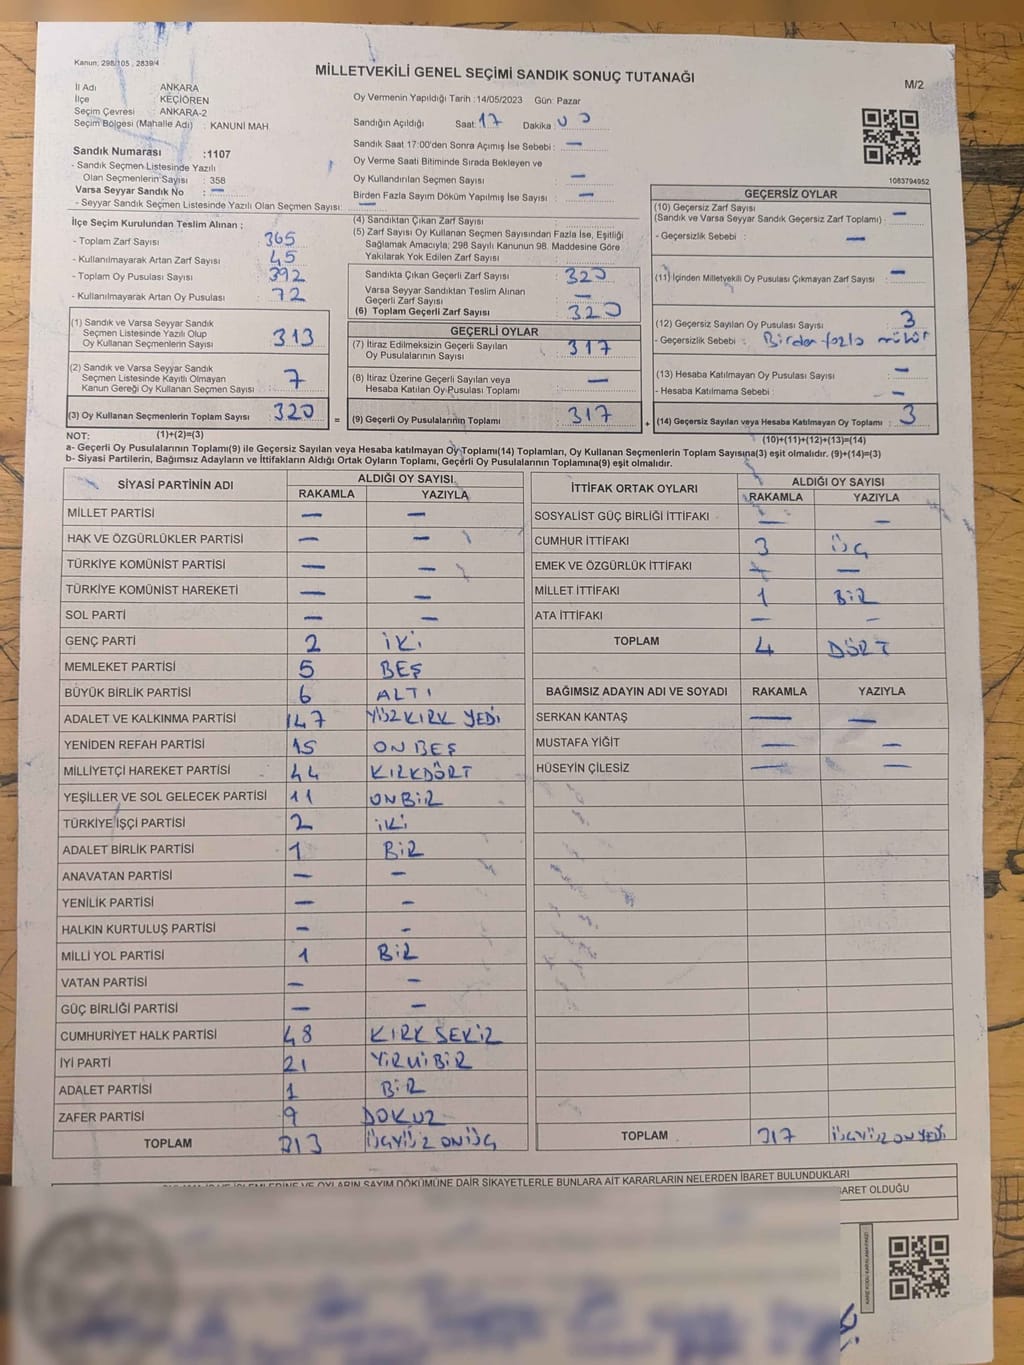 Kanun: 298/105 , 2839/4
MİLLETVEKİLİ GENEL SEÇİMİ SANDIK SONUÇ TUTANAĞI
M/2
İl Adı ANKARA
İlçe KEÇİÖREN
Seçim Çevresi ANKARA-2
Seçim Bölgesi (Mahalle Adı) : KANUNİ MAH
Sandık Numarası :1107
- Sandık Seçmen Listesinde Yazılı
Olan Seçmenlerin Sayısı : 358
Varsa Seyyar Sandık No : —
- Seyyar Sandık Seçmen Listesinde Yazılı Olan Seçmen Sayısı: —
Oy Vermenin Yapıldığı Tarih : 14/05/2023 Gün: Pazar
Sandığın Açıldığı Saat: 17 Dakika: 00
Sandık Saat 17:00'den Sonra Açımış İse Sebebi : —
Oy Verme Saati Bitiminde Sırada Bekleyen ve
Oy Kullandırılan Seçmen Sayısı : —
Birden Fazla Sayım Döküm Yapılmış İse Sayısı : —
1083794952
İlçe Seçim Kurulundan Teslim Alınan :
- Toplam Zarf Sayısı : 365
- Kullanılmayarak Artan Zarf Sayısı : 45
- Toplam Oy Pusulası Sayısı : 392
- Kullanılmayarak Artan Oy Pusulası : 72
(1) Sandık ve Varsa Seyyar Sandık
Seçmen Listesinde Yazılı Olup
Oy Kullanan Seçmenlerin Sayısı : 313
(2) Sandık ve Varsa Seyyar Sandık
Seçmen Listesinde Kayıtlı Olmayan
Kanun Gereği Oy Kullanan Seçmen Sayısı : 7
(3) Oy Kullanan Seçmenlerin Toplam Sayısı : 320
(4) Sandıktan Çıkan Zarf Sayısı :
(5) Zarf Sayısı Oy Kullanan Seçmen Sayısından Fazla İse, Eşitliği
Sağlamak Amacıyla; 298 Sayılı Kanunun 98. Maddesine Göre
Yakılarak Yok Edilen Zarf Sayısı :
Sandıkta Çıkan Geçerli Zarf Sayısı : 320
Varsa Seyyar Sandıktan Teslim Alınan
Geçerli Zarf Sayısı : —
(6) Toplam Geçerli Zarf Sayısı : 320
GEÇERLİ OYLAR
(7) İtiraz Edilmeksizin Geçerli Sayılan
Oy Pusulalarının Sayısı : 317
(8) İtiraz Üzerine Geçerli Sayılan veya
Hesaba Katılan Oy Pusulası Toplamı : —
= (9) Geçerli Oy Pusulalarının Toplamı : 317
GEÇERSİZ OYLAR
(10) Geçersiz Zarf Sayısı
(Sandık ve Varsa Seyyar Sandık Geçersiz Zarf Toplamı) : —
- Geçersizlik Sebebi : —
(11) İçinden Milletvekili Oy Pusulası Çıkmayan Zarf Sayısı : —
(12) Geçersiz Sayılan Oy Pusulası Sayısı : 3
- Geçersizlik Sebebi : Birden fazla mühür
(13) Hesaba Katılmayan Oy Pusulası Sayısı : —
- Hesaba Katılmama Sebebi : —
+ (14) Geçersiz Sayılan veya Hesaba Katılmayan Oy Toplamı : 3
NOT: (1)+(2)=(3)
(10)+(11)+(12)+(13)=(14)
a- Geçerli Oy Pusulalarının Toplamı(9) ile Geçersiz Sayılan veya Hesaba katılmayan Oy Toplamı(14) Toplamları, Oy Kullanan Seçmenlerin Toplam Sayısına(3) eşit olmalıdır. (9)+(14)=(3)
b- Siyasi Partilerin, Bağımsız Adayların ve İttifakların Aldığı Ortak Oyların Toplamı, Geçerli Oy Pusulalarının Toplamına(9) eşit olmalıdır.
SİYASİ PARTİNİN ADI ALDIĞI OY SAYISI
RAKAMLA YAZIYLA
MİLLET PARTİSİ — —
HAK VE ÖZGÜRLÜKLER PARTİSİ — —
TÜRKİYE KOMÜNİST PARTİSİ — —
TÜRKİYE KOMÜNİST HAREKETİ — —
SOL PARTİ — —
GENÇ PARTİ 2 İKİ
MEMLEKET PARTİSİ 5 BEŞ
BÜYÜK BİRLİK PARTİSİ 6 ALTI
ADALET VE KALKINMA PARTİSİ 147 YÜZ KIRK YEDİ
YENİDEN REFAH PARTİSİ 15 ON BEŞ
MİLLİYETÇİ HAREKET PARTİSİ 44 KIRKDÖRT
YEŞİLLER VE SOL GELECEK PARTİSİ 11 ONBİR
TÜRKİYE İŞÇİ PARTİSİ 2 İKİ
ADALET BİRLİK PARTİSİ 1 BİR
ANAVATAN PARTİSİ — —
YENİLİK PARTİSİ — —
HALKIN KURTULUŞ PARTİSİ — —
MİLLİ YOL PARTİSİ 1 BİR
VATAN PARTİSİ — —
GÜÇ BİRLİĞİ PARTİSİ — —
CUMHURİYET HALK PARTİSİ 48 KIRK SEKİZ
İYİ PARTİ 21 YİRMİ BİR
ADALET PARTİSİ 1 BİR
ZAFER PARTİSİ 9 DOKUZ
TOPLAM 313 ÜÇYÜZ ONÜÇ
İTTİFAK ORTAK OYLARI ALDIĞI OY SAYISI
RAKAMLA YAZIYLA
SOSYALİST GÜÇ BİRLİĞİ İTTİFAKI — —
CUMHUR İTTİFAKI 3 ÜÇ
EMEK VE ÖZGÜRLÜK İTTİFAKI — —
MİLLET İTTİFAKI 1 BİR
ATA İTTİFAKI — —
TOPLAM 4 DÖRT
BAĞIMSIZ ADAYIN ADI VE SOYADI RAKAMLA YAZIYLA
SERKAN KANTAŞ — —
MUSTAFA YİĞİT — —
HÜSEYİN ÇİLESİZ — —
TOPLAM 317 ÜÇYÜZ ONYEDİ
OYLARIN SAYIM DÖKÜMÜNE DAİR ŞİKAYETLERLE BUNLARA AİT KARARLARIN NELERDEN İBARET BULUNDUKLARI
OLDUĞU